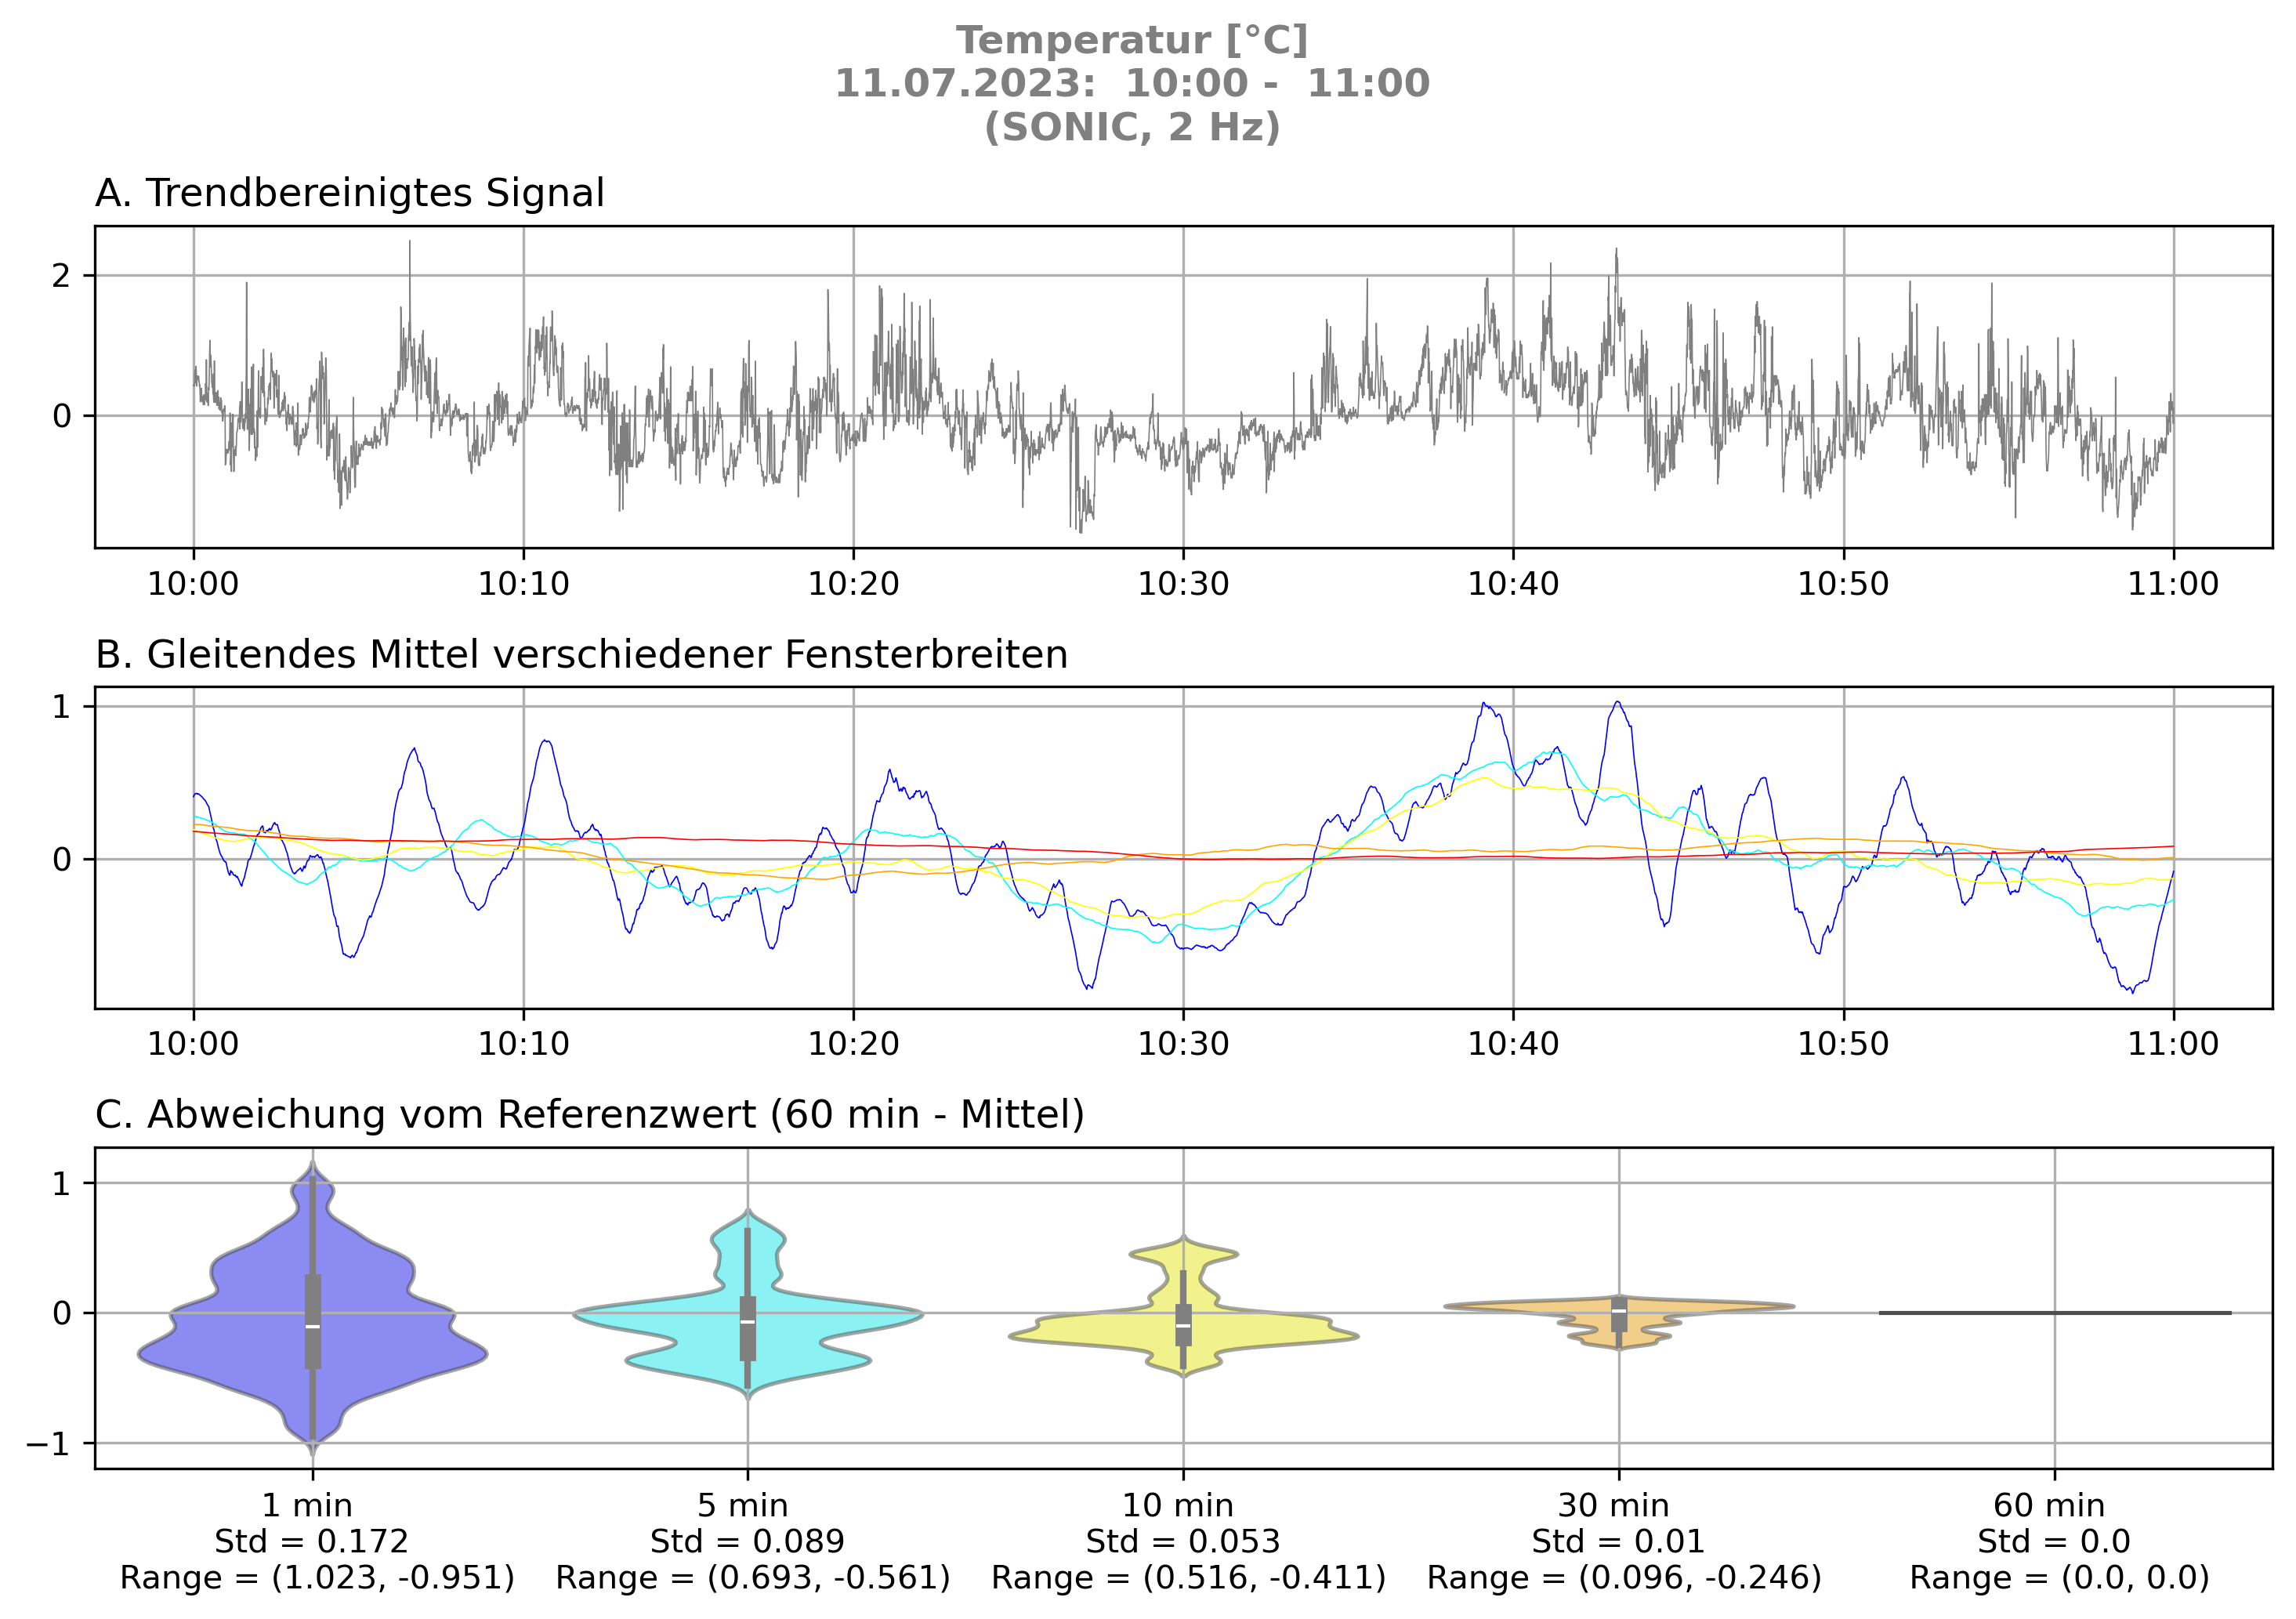 Temperatur [°C]
11.07.2023:  10:00 -  11:00
(SONIC, 2 Hz)
A. Trendbereinigtes Signal
2
0
10:00 10:10 10:20 10:30 10:40 10:50 11:00
B. Gleitendes Mittel verschiedener Fensterbreiten
1
0
10:00 10:10 10:20 10:30 10:40 10:50 11:00
C. Abweichung vom Referenzwert (60 min - Mittel)
1
0
−1
1 min 5 min 10 min 30 min 60 min
Std = 0.172 Std = 0.089 Std = 0.053 Std = 0.01 Std = 0.0
Range = (1.023, -0.951) Range = (0.693, -0.561) Range = (0.516, -0.411) Range = (0.096, -0.246) Range = (0.0, 0.0)